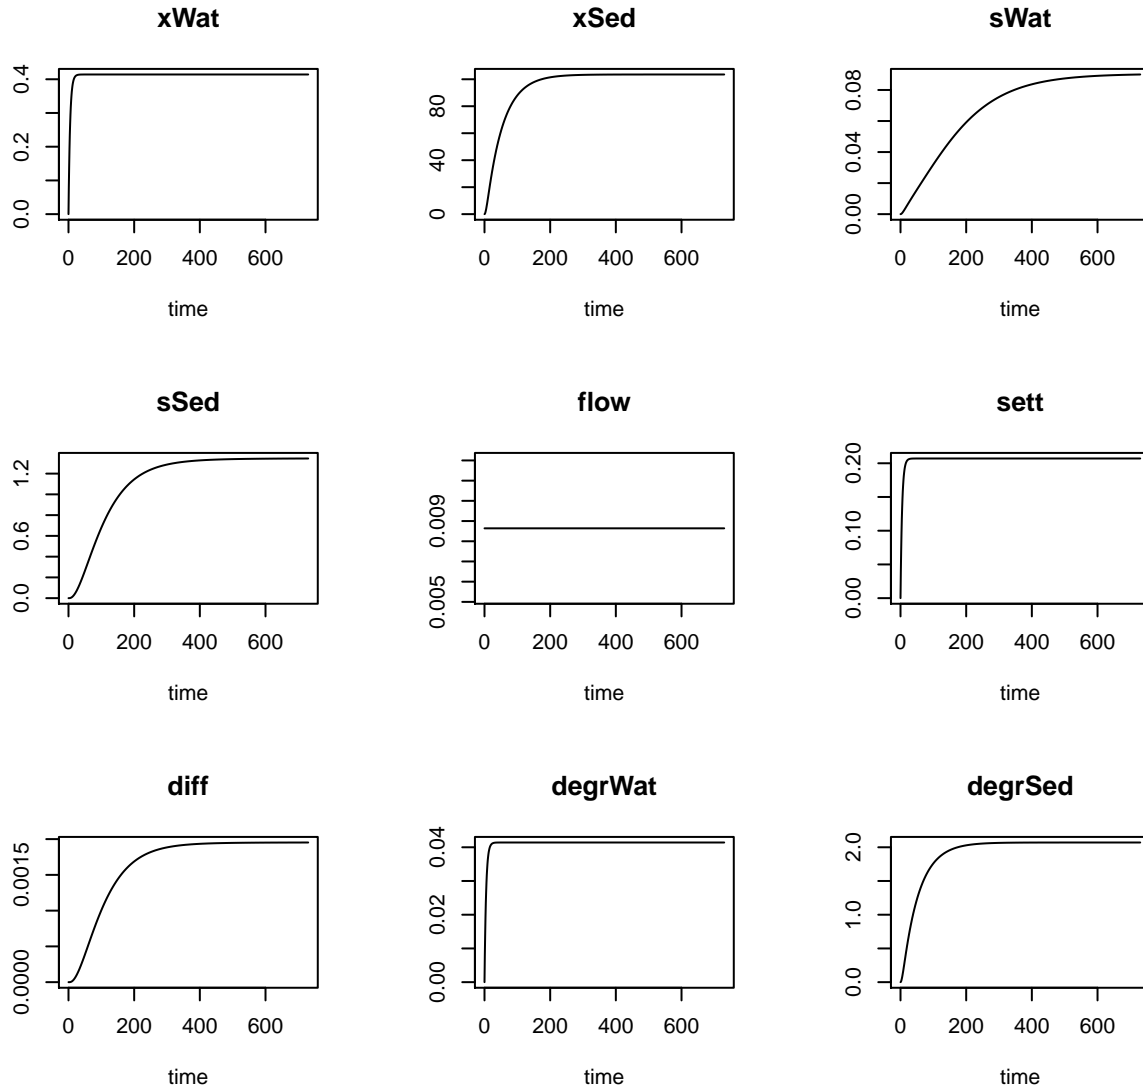 xWat xSed sWat
0.0 0.2 0.4 0 40 80 0.00 0.04 0.08
0 200 400 600 0 200 400 600 0 200 400 600
time time time
sSed flow sett
0.0 0.6 1.2 0.005 0.009 0.00 0.10 0.20
0 200 400 600 0 200 400 600 0 200 400 600
time time time
diff degrWat degrSed
0.0000 0.0015 0.00 0.02 0.04 0.0 1.0 2.0
0 200 400 600 0 200 400 600 0 200 400 600
time time time